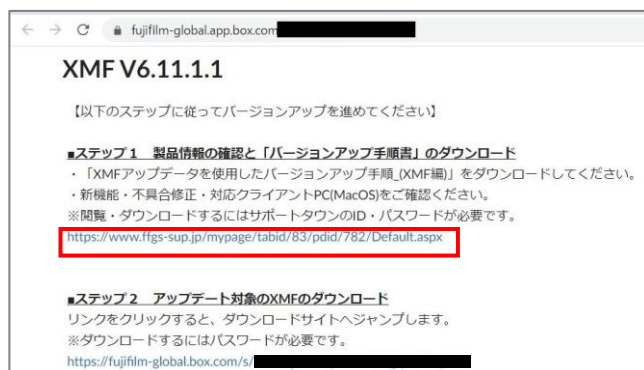 fujifilm-global.app.box.com
XMF V6.11.1.1
【以下のステップに従ってバージョンアップを進めてください】
■ステップ１　製品情報の確認と「バージョンアップ手順書」のダウンロード
・「XMFアップデータを使用したバージョンアップ手順_(XMF編)」をダウンロードしてください。
・新機能・不具合修正・対応クライアントPC(MacOS)をご確認ください。
※閲覧・ダウンロードするにはサポートタウンのID・パスワードが必要です。
https://www.ffgs-sup.jp/mypage/tabid/83/pdid/782/Default.aspx
■ステップ２　アップデート対象のXMFのダウンロード
リンクをクリックすると、ダウンロードサイトへジャンプします。
※ダウンロードするにはパスワードが必要です。
https://fujifilm-global.box.com/s/